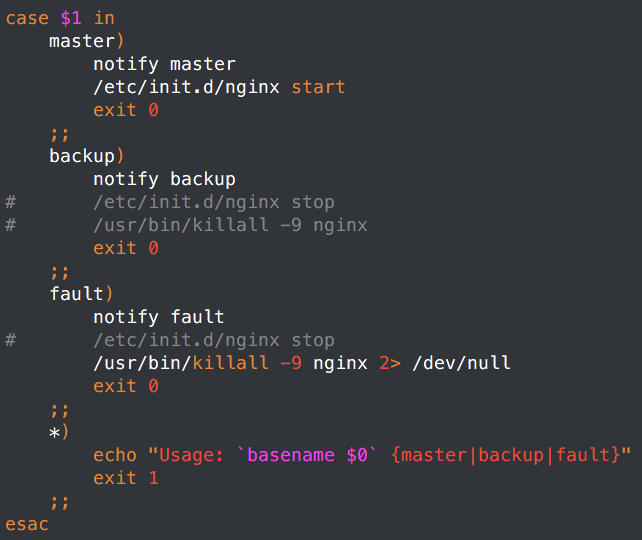 case $1 in
    master)
        notify master
        /etc/init.d/nginx start
        exit 0
    ;;
    backup)
        notify backup
#       /etc/init.d/nginx stop
#       /usr/bin/killall -9 nginx
        exit 0
    ;;
    fault)
        notify fault
#       /etc/init.d/nginx stop
        /usr/bin/killall -9 nginx 2> /dev/null
        exit 0
    ;;
    *)
        echo "Usage: `basename $0` {master|backup|fault}"
        exit 1
    ;;
esac